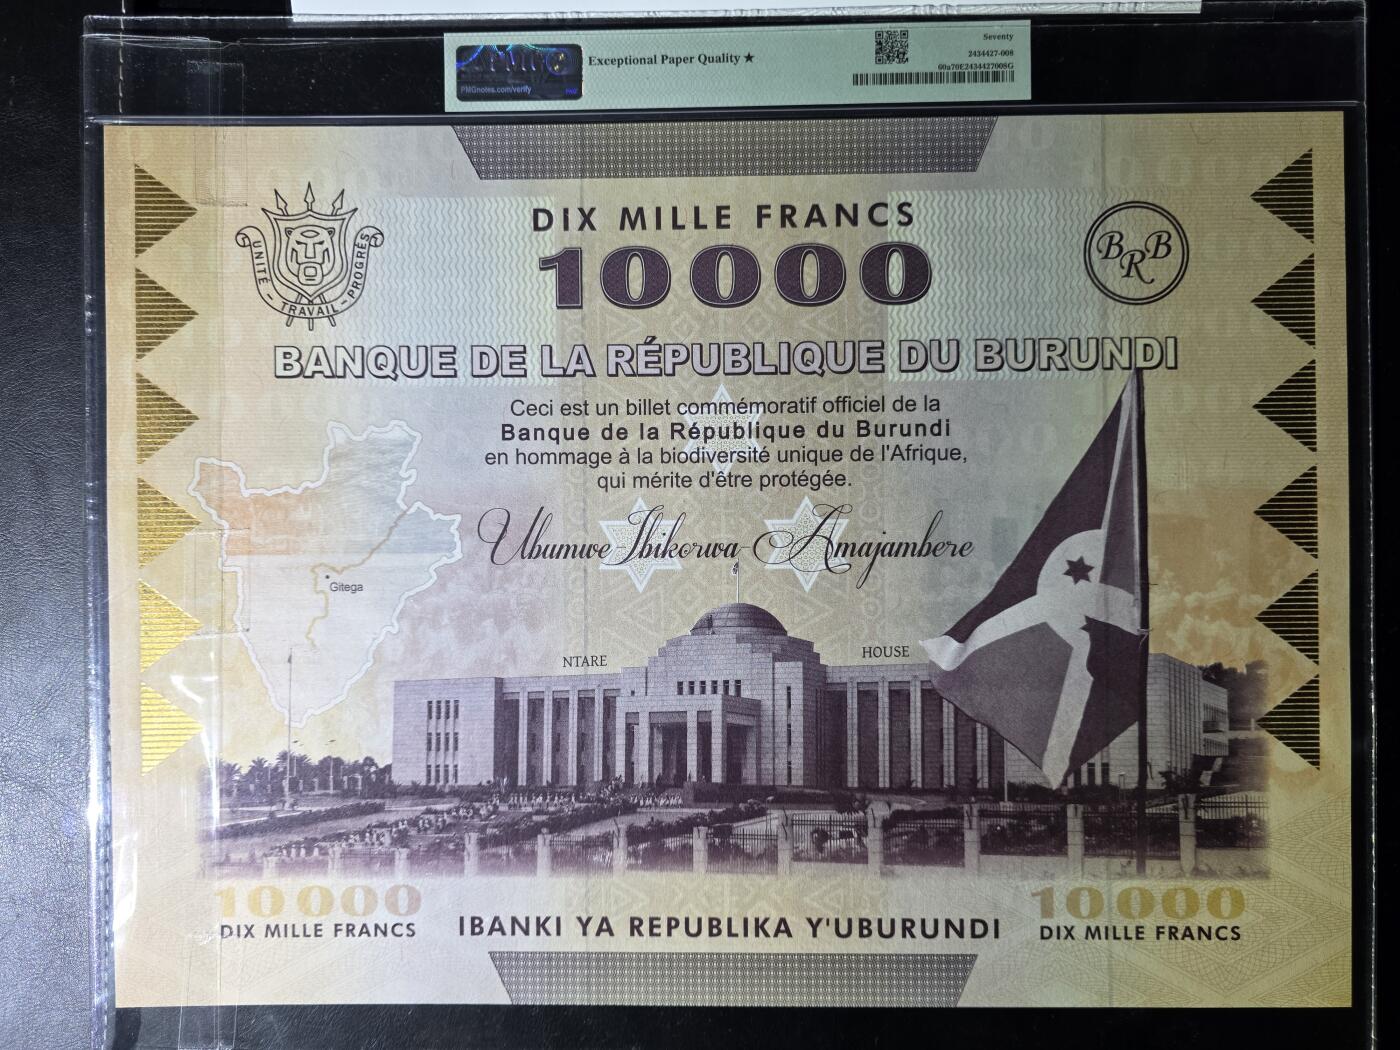 PMG
PMGnotes.com/verify
PMG
Exceptional Paper Quality ★
Seventy
2434427-008
60a70E2434427008G
DIX MILLE FRANCS
10000
UNITÉ - TRAVAIL - PROGRÈS
BRB
BANQUE DE LA RÉPUBLIQUE DU BURUNDI
Ceci est un billet commémoratif officiel de la
Banque de la République du Burundi
en hommage à la biodiversité unique de l'Afrique,
qui mérite d'être protégée.
Ubumwe-Ibikorwa-Amajambere
Gitega
NTARE HOUSE
10000
DIX MILLE FRANCS
IBANKI YA REPUBLIKA Y'UBURUNDI
10000
DIX MILLE FRANCS